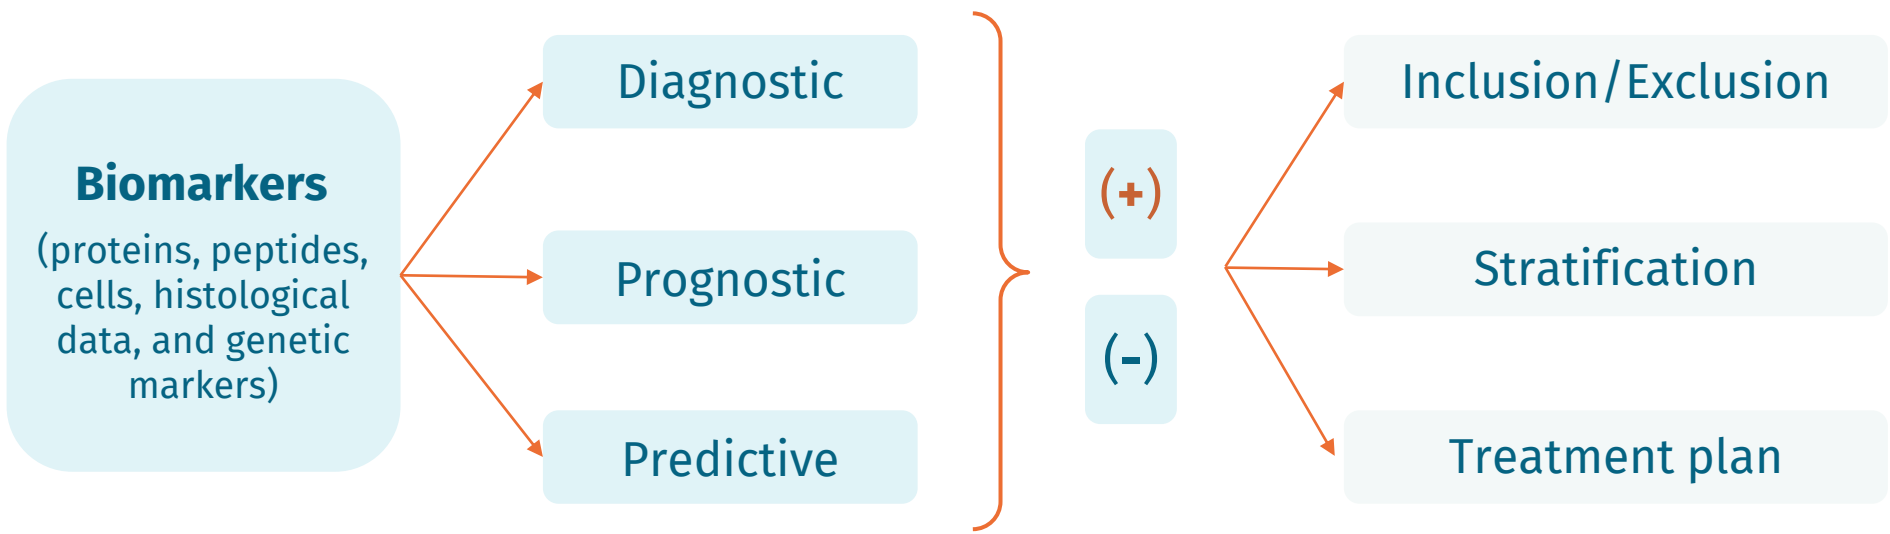 Biomarkers
(proteins, peptides,
cells, histological
data, and genetic
markers)
Diagnostic
Prognostic
Predictive
(+)
(-)
Inclusion/Exclusion
Stratification
Treatment plan